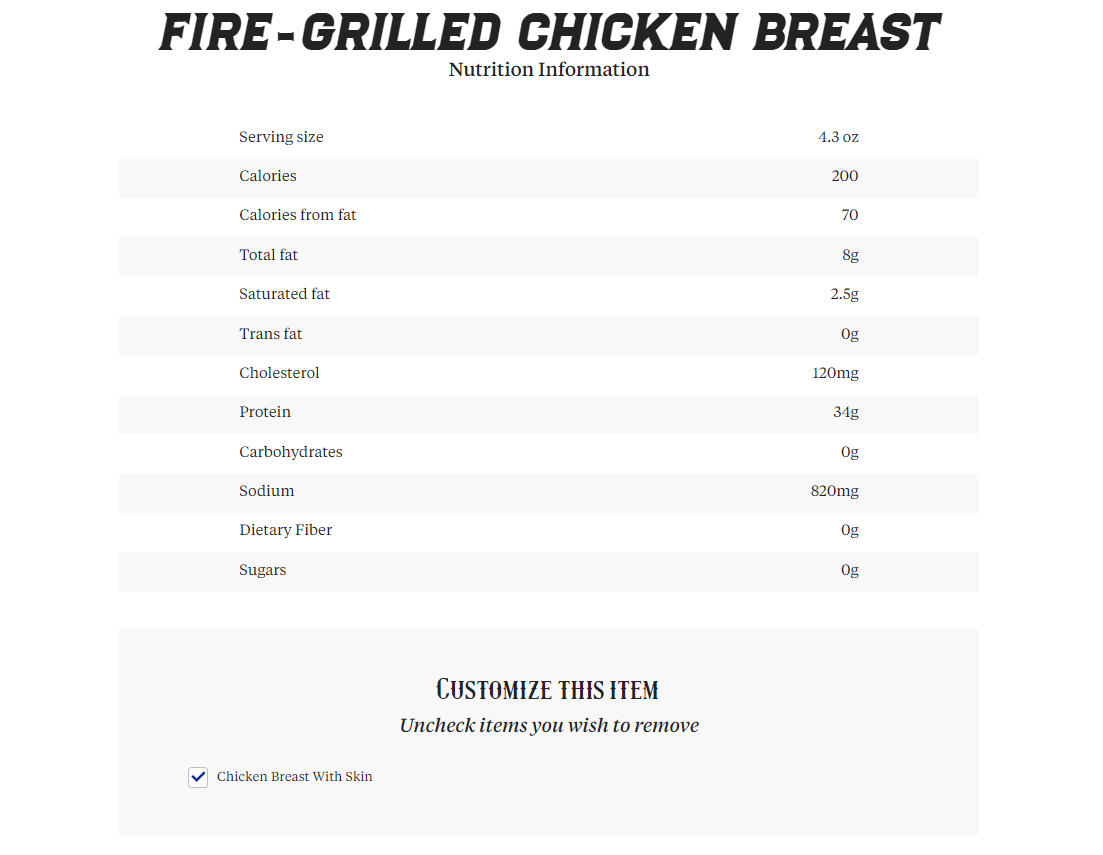 FIRE-GRILLED CHICKEN BREAST
Nutrition Information
Serving size 4.3 oz
Calories 200
Calories from fat 70
Total fat 8g
Saturated fat 2.5g
Trans fat 0g
Cholesterol 120mg
Protein 34g
Carbohydrates 0g
Sodium 820mg
Dietary Fiber 0g
Sugars 0g
Customize this item
Uncheck items you wish to remove
Chicken Breast With Skin